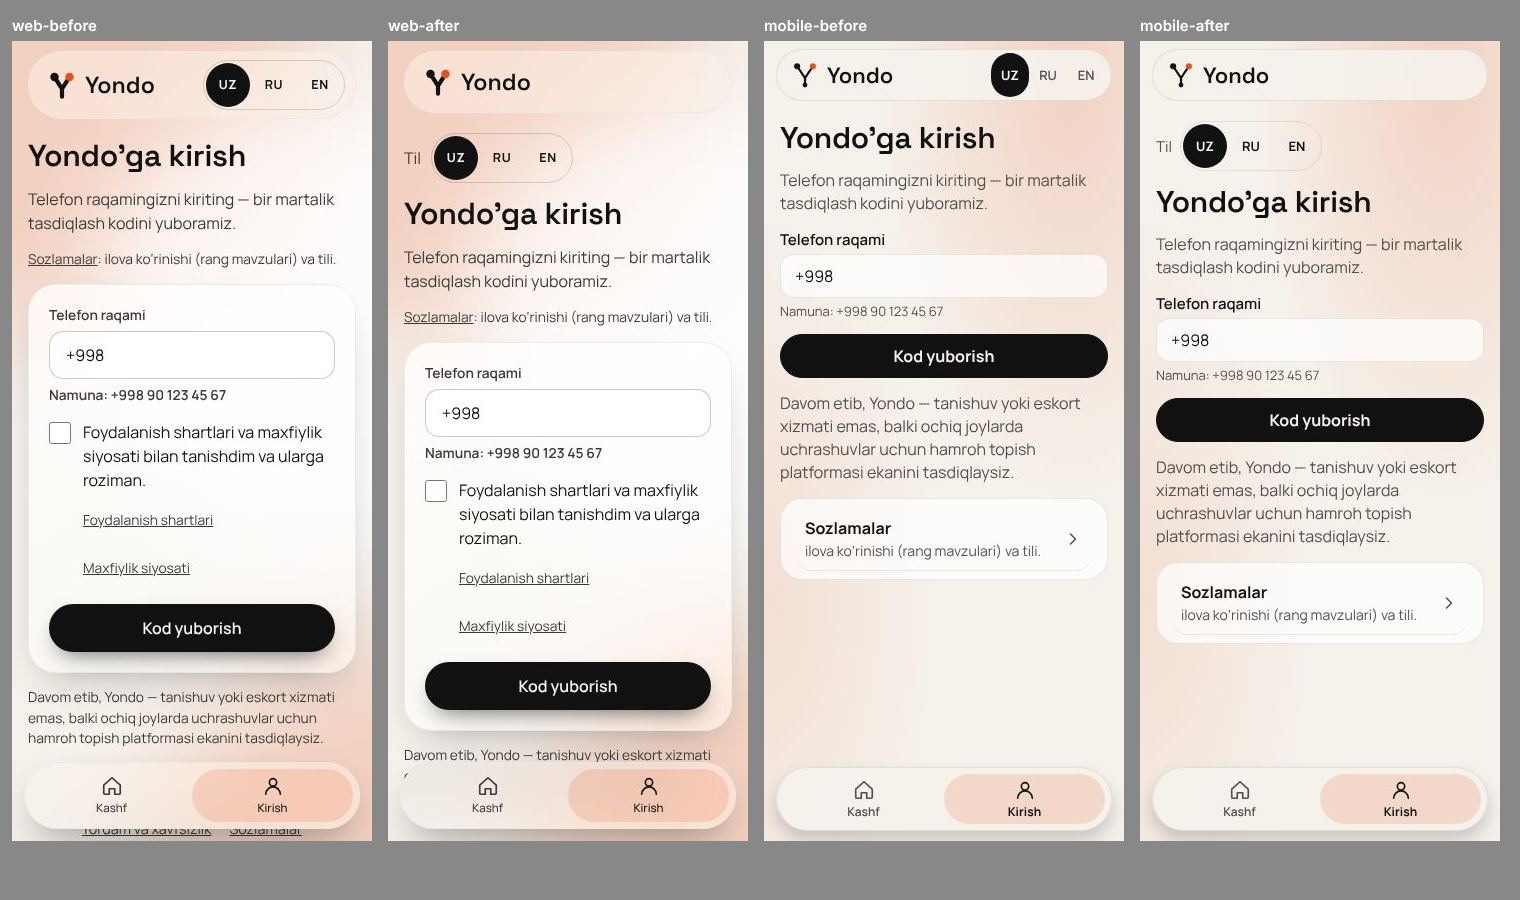 web-before
Yondo
UZ RU EN
Yondo’ga kirish
Telefon raqamingizni kiriting — bir martalik
tasdiqlash kodini yuboramiz.
Sozlamalar: ilova ko‘rinishi (rang mavzulari) va tili.
Telefon raqami
+998
Namuna: +998 90 123 45 67
Foydalanish shartlari va maxfiylik
siyosati bilan tanishdim va ularga
roziman.
Foydalanish shartlari
Maxfiylik siyosati
Kod yuborish
Davom etib, Yondo — tanishuv yoki eskort xizmati
emas, balki ochiq joylarda uchrashuvlar uchun
hamroh topish platformasi ekanini tasdiqlaysiz.
Kashf
Kirish
Yordam va xavfsizlik Sozlamalar
web-after
Yondo
Til UZ RU EN
Yondo’ga kirish
Telefon raqamingizni kiriting — bir martalik
tasdiqlash kodini yuboramiz.
Sozlamalar: ilova ko‘rinishi (rang mavzulari) va tili.
Telefon raqami
+998
Namuna: +998 90 123 45 67
Foydalanish shartlari va maxfiylik
siyosati bilan tanishdim va ularga
roziman.
Foydalanish shartlari
Maxfiylik siyosati
Kod yuborish
Davom etib, Yondo — tanishuv yoki eskort xizmati
Kashf
Kirish
mobile-before
Yondo
UZ RU EN
Yondo’ga kirish
Telefon raqamingizni kiriting — bir martalik
tasdiqlash kodini yuboramiz.
Telefon raqami
+998
Namuna: +998 90 123 45 67
Kod yuborish
Davom etib, Yondo — tanishuv yoki eskort
xizmati emas, balki ochiq joylarda
uchrashuvlar uchun hamroh topish
platformasi ekanini tasdiqlaysiz.
Sozlamalar
ilova ko‘rinishi (rang mavzulari) va tili.
Kashf
Kirish
mobile-after
Yondo
Til UZ RU EN
Yondo’ga kirish
Telefon raqamingizni kiriting — bir martalik
tasdiqlash kodini yuboramiz.
Telefon raqami
+998
Namuna: +998 90 123 45 67
Kod yuborish
Davom etib, Yondo — tanishuv yoki eskort
xizmati emas, balki ochiq joylarda
uchrashuvlar uchun hamroh topish
platformasi ekanini tasdiqlaysiz.
Sozlamalar
ilova ko‘rinishi (rang mavzulari) va tili.
Kashf
Kirish